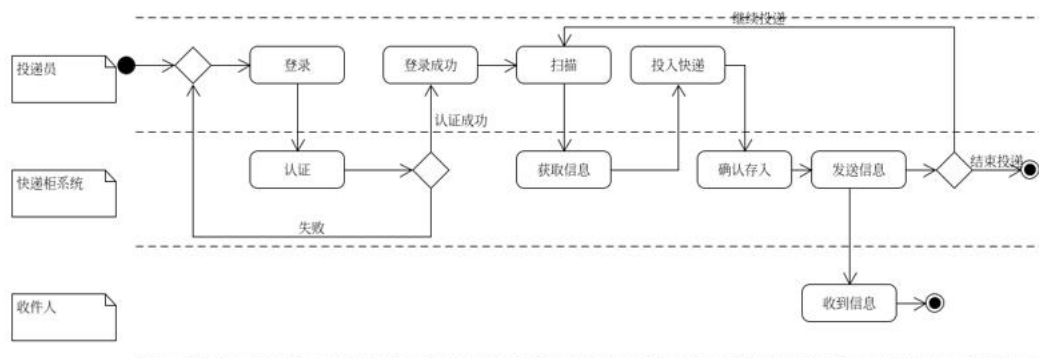 继续投递
投递员
登录
登录成功
扫描
投入快递
认证成功
快递柜系统
认证
获取信息
确认存入
发送信息
结束投递
失败
收件人
收到信息